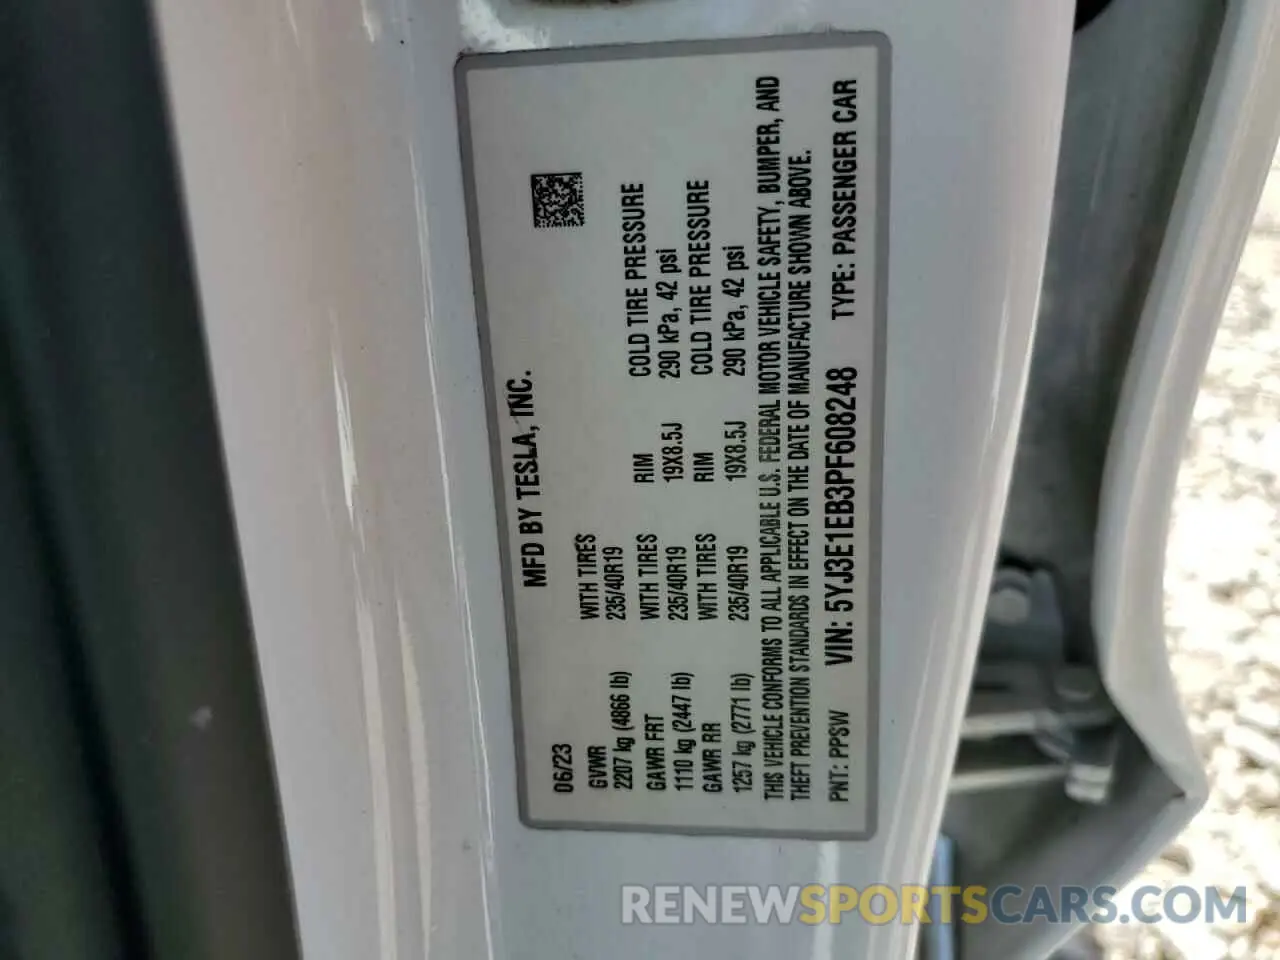 MFD BY TESLA, INC.
06/23
GVWR WITH TIRES
2207 kg (4866 lb) 235/40R19
GAWR FRT WITH TIRES RIM COLD TIRE PRESSURE
1110 kg (2447 lb) 235/40R19 19X8.5J 290 kPa, 42 psi
GAWR RR WITH TIRES RIM COLD TIRE PRESSURE
1257 kg (2771 lb) 235/40R19 19X8.5J 290 kPa, 42 psi
THIS VEHICLE CONFORMS TO ALL APPLICABLE U.S. FEDERAL MOTOR VEHICLE SAFETY, BUMPER, AND
THEFT PREVENTION STANDARDS IN EFFECT ON THE DATE OF MANUFACTURE SHOWN ABOVE.
PNT: PPSW VIN: 5YJ3E1EB3PF608248 TYPE: PASSENGER CAR
RENEWSPORTSCARS.COM